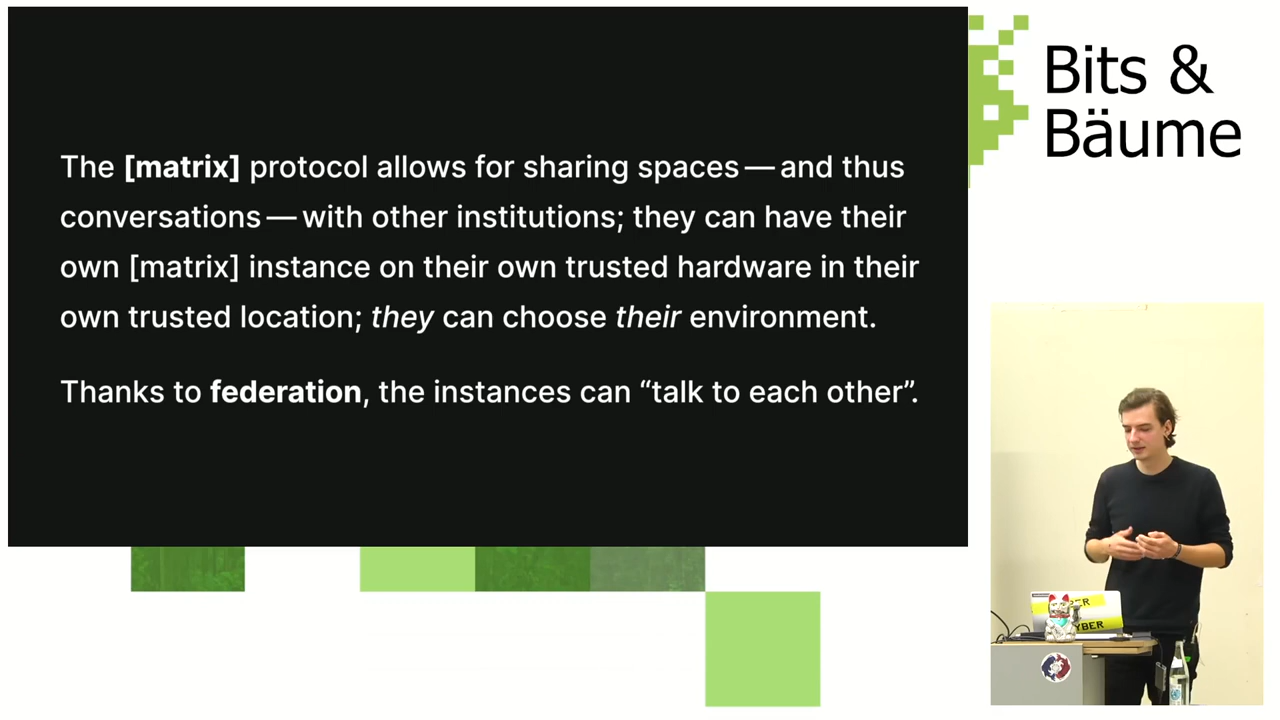 The [matrix] protocol allows for sharing spaces — and thus
conversations — with other institutions; they can have their
own [matrix] instance on their own trusted hardware in their
own trusted location; they can choose their environment.
Thanks to federation, the instances can “talk to each other”.
Bits &
Bäume